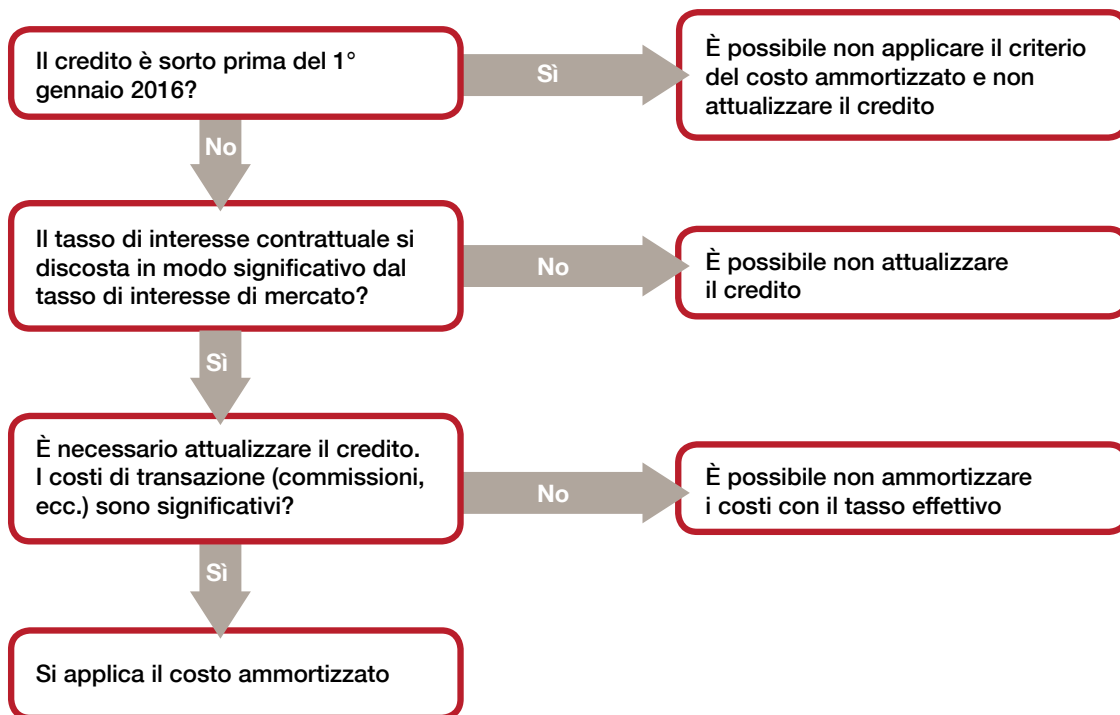 Il credito è sorto prima del 1°
gennaio 2016?
Sì
È possibile non applicare il criterio
del costo ammortizzato e non
attualizzare il credito
No
Il tasso di interesse contrattuale si
discosta in modo significativo dal
tasso di interesse di mercato?
No
È possibile non attualizzare
il credito
Sì
È necessario attualizzare il credito.
I costi di transazione (commissioni,
ecc.) sono significativi?
No
È possibile non ammortizzare
i costi con il tasso effettivo
Sì
Si applica il costo ammortizzato